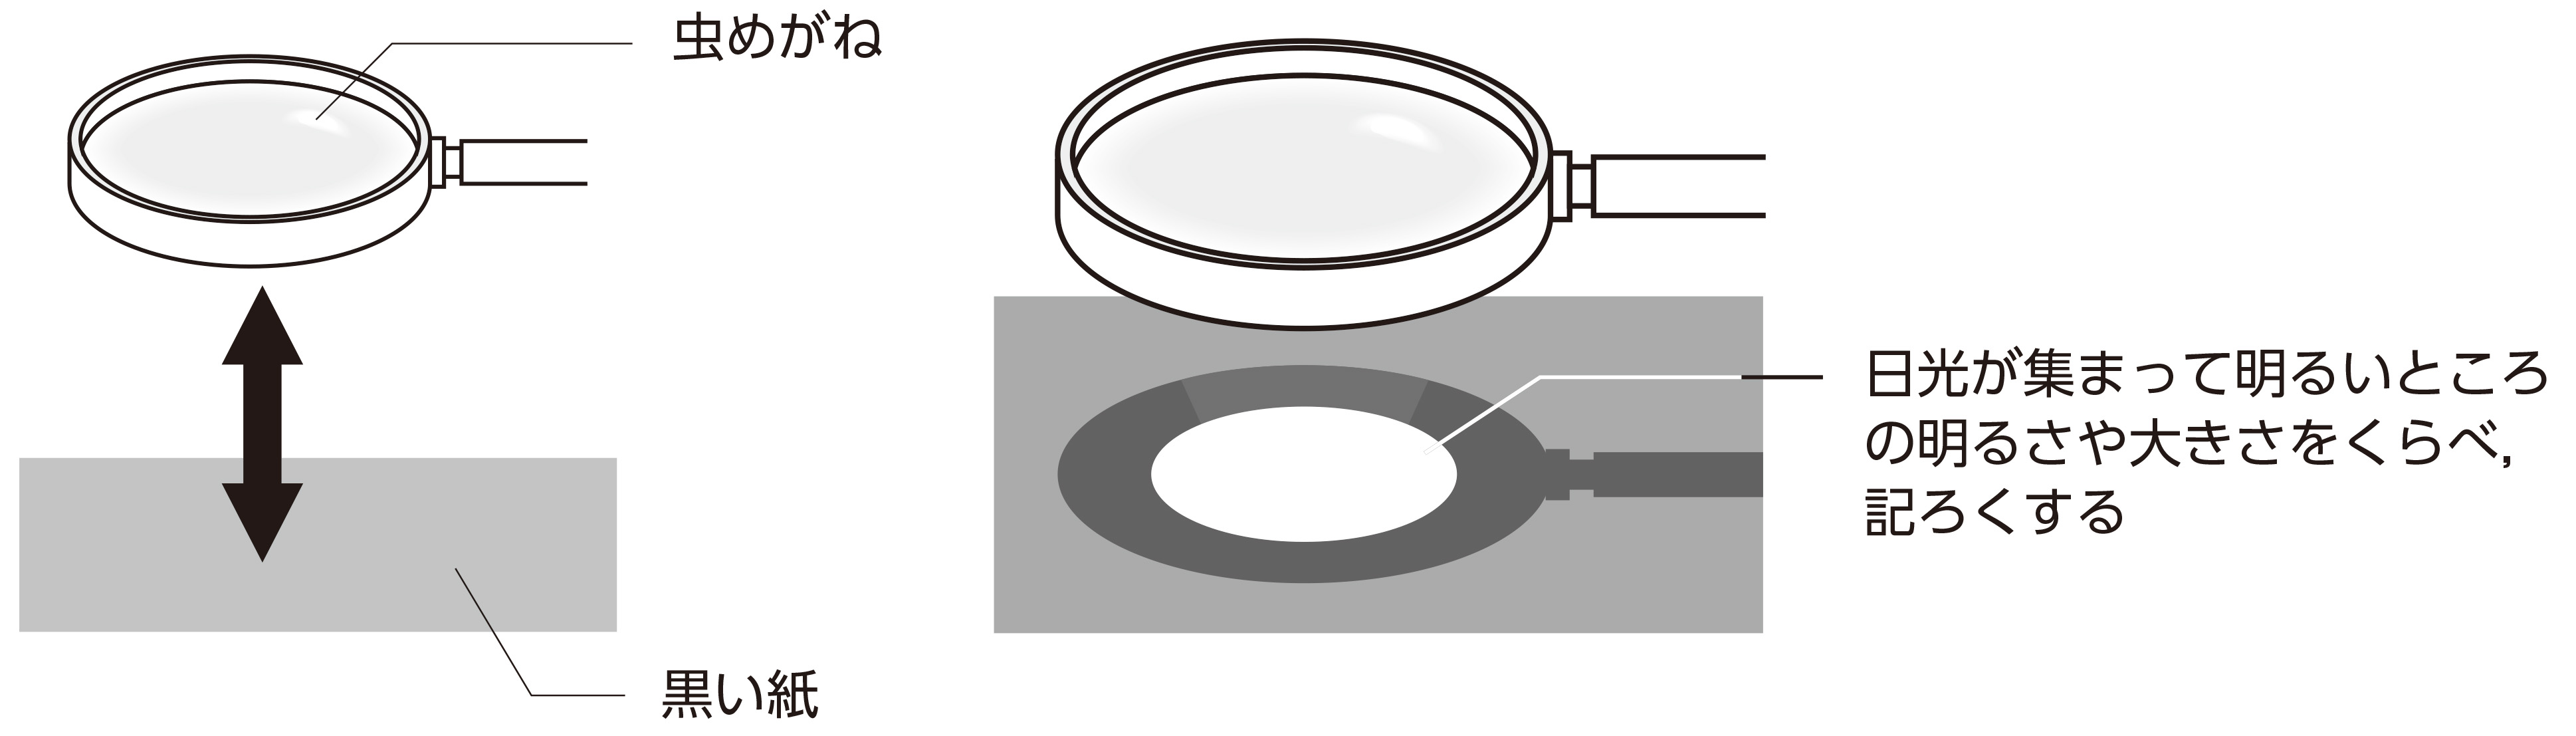 虫めがね
黒い紙
日光が集まって明るいところ
の明るさや大きさをくらべ,
記ろくする